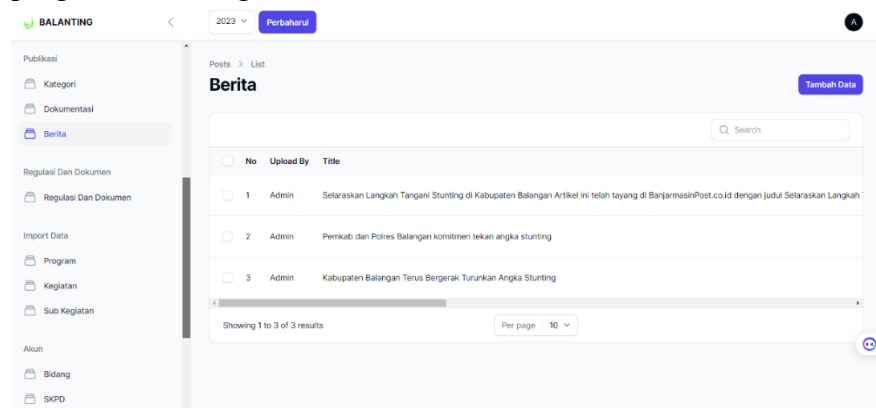 BALANTING
2023
Perbaharui
A
Publikasi
Kategori
Dokumentasi
Berita
Regulasi Dan Dokumen
Regulasi Dan Dokumen
Import Data
Program
Kegiatan
Sub Kegiatan
Akun
Bidang
SKPD
Posts > List
Berita
Tambah Data
Search
No Upload By Title
1 Admin Selaraskan Langkah Tangani Stunting di Kabupaten Balangan Artikel ini telah tayang di BanjarmasinPost.co.id dengan judul Selaraskan Langkah
2 Admin Pemkab dan Polres Balangan komitmen tekan angka stunting
3 Admin Kabupaten Balangan Terus Bergerak Turunkan Angka Stunting
Showing 1 to 3 of 3 results
Per page 10